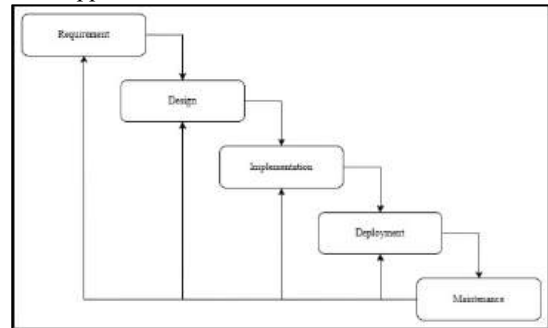 Requirement
Design
Implementation
Deployment
Maintenance